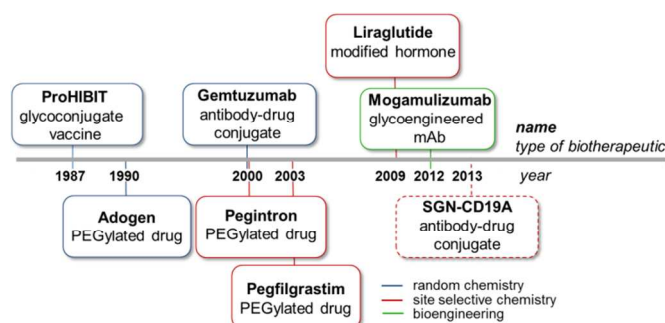 Liraglutide
modified hormone
ProHIBIT
glycoconjugate
vaccine
Gemtuzumab
antibody-drug
conjugate
Mogamulizumab
glycoengineered
mAb
name
type of biotherapeutic
1987
1990
2000
2003
2009
2012
2013
year
Adogen
PEGylated drug
Pegintron
PEGylated drug
SGN-CD19A
antibody-drug
conjugate
Pegfilgrastim
PEGylated drug
random chemistry
site selective chemistry
bioengineering